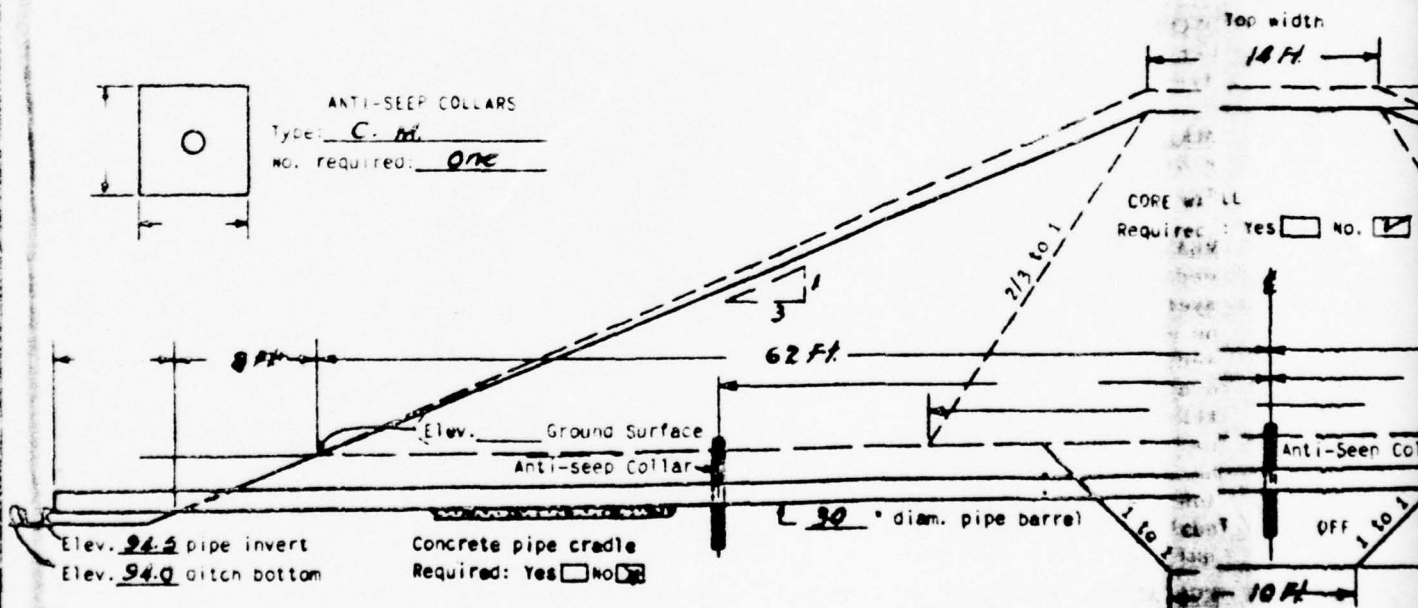 Top width
14 Ft.
ANTI-SEEP COLLARS
Type: C. M.
No. required: One
CORE WALL
Required: Yes No.
2/3 to 1
1
3
8 Ft.
62 Ft.
Elev. Ground Surface
Anti-seep Collar
Anti-Seep Col
Elev. 94.5 pipe invert
Elev. 94.0 ditch bottom
Concrete pipe cradle
Required: Yes No
30 " diam. pipe barrel
1 to 1
OFF
1 to 1
10 Ft.